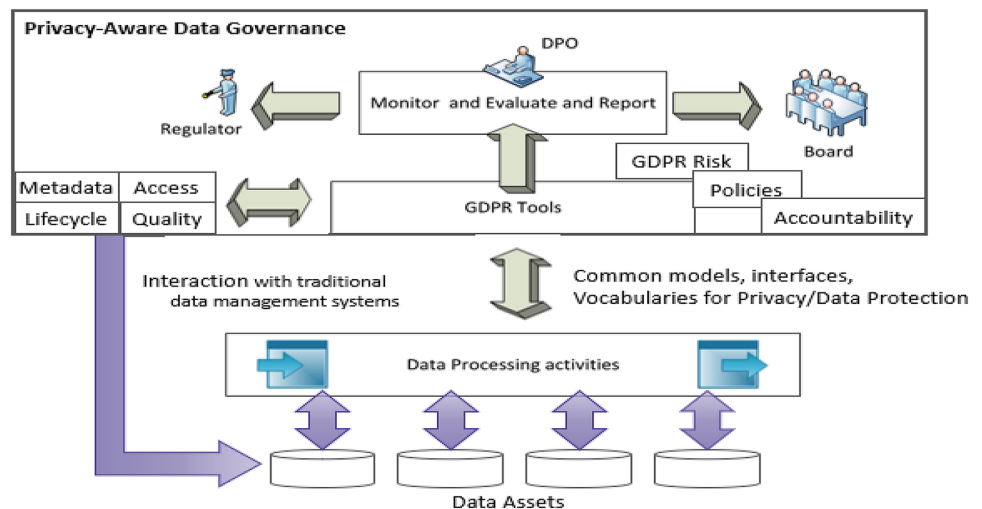 Privacy-Aware Data Governance
DPO
Monitor and Evaluate and Report
Regulator
Board
GDPR Risk
Metadata
Access
Policies
Lifecycle
Quality
GDPR Tools
Accountability
Interaction with traditional
data management systems
Common models, interfaces,
Vocabularies for Privacy/Data Protection
Data Processing activities
Data Assets